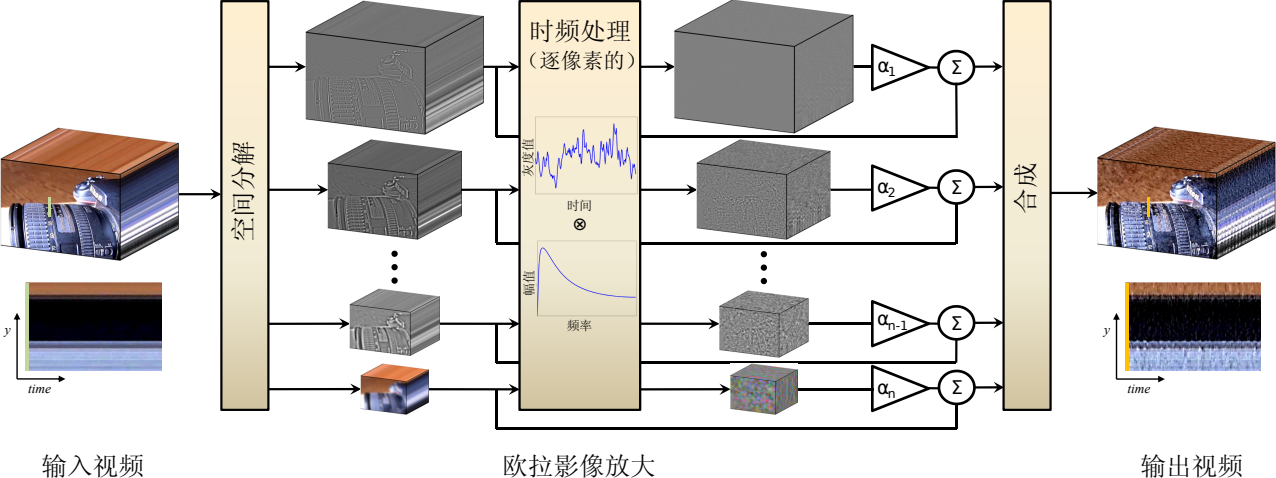 时频处理
（逐像素的）
α1
Σ
灰度值
时间
⊗
幅值
频率
α2
Σ
αn-1
Σ
αn
Σ
空间分解
合成
y
time
y
time
输入视频
欧拉影像放大
输出视频